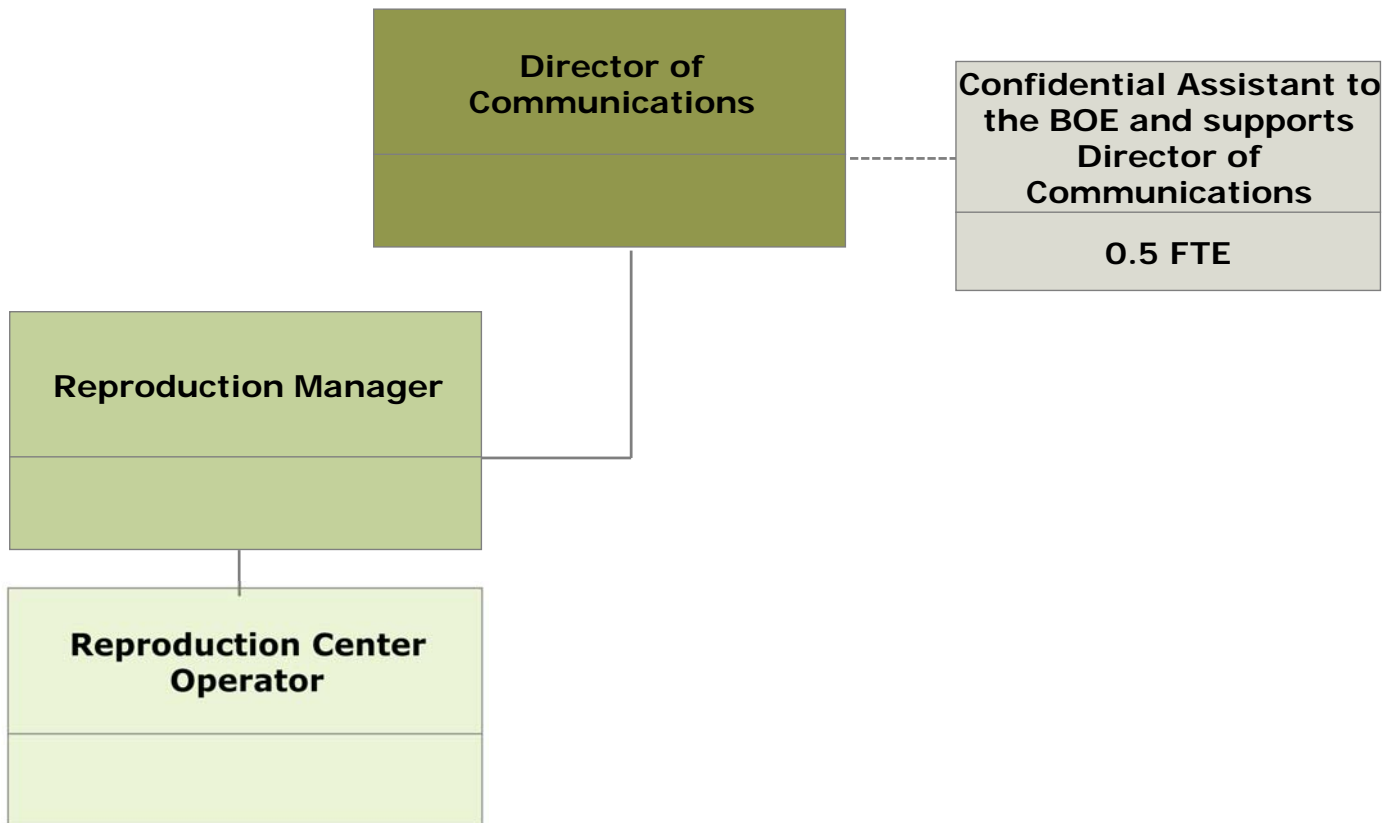 Director of
Communications
Confidential Assistant to
the BOE and supports
Director of
Communications
0.5 FTE
Reproduction Manager
Reproduction Center
Operator